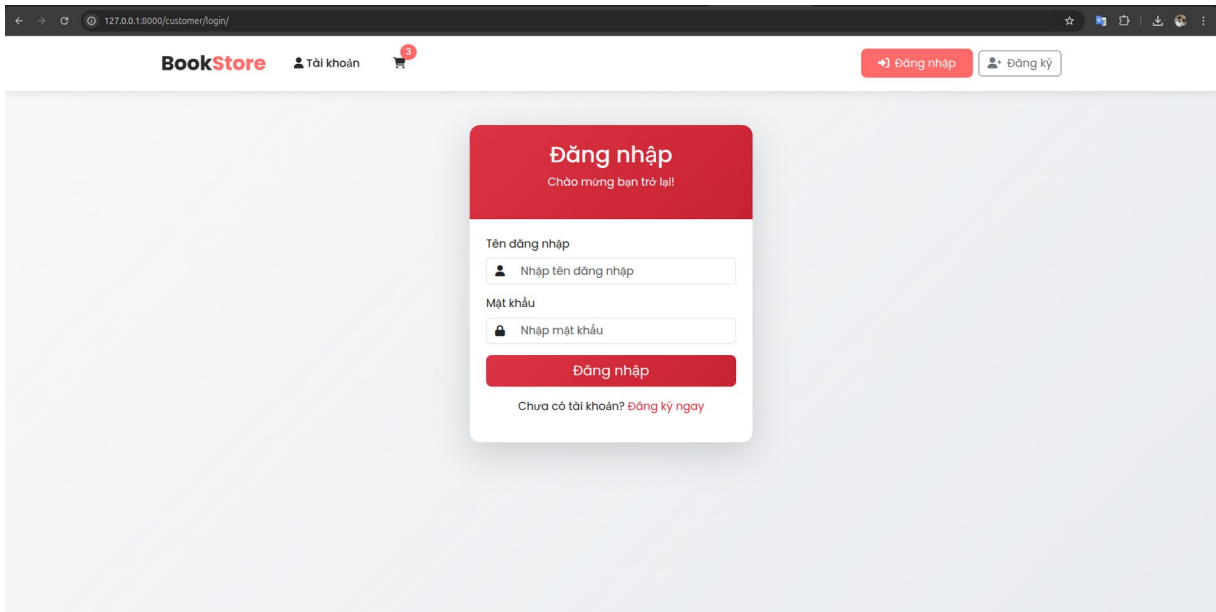 127.0.0.1:8000/customer/login/
BookStore Tài khoản 3 Đăng nhập Đăng ký
Đăng nhập
Chào mừng bạn trở lại!
Tên đăng nhập
Nhập tên đăng nhập
Mật khẩu
Nhập mật khẩu
Đăng nhập
Chưa có tài khoản? Đăng ký ngay